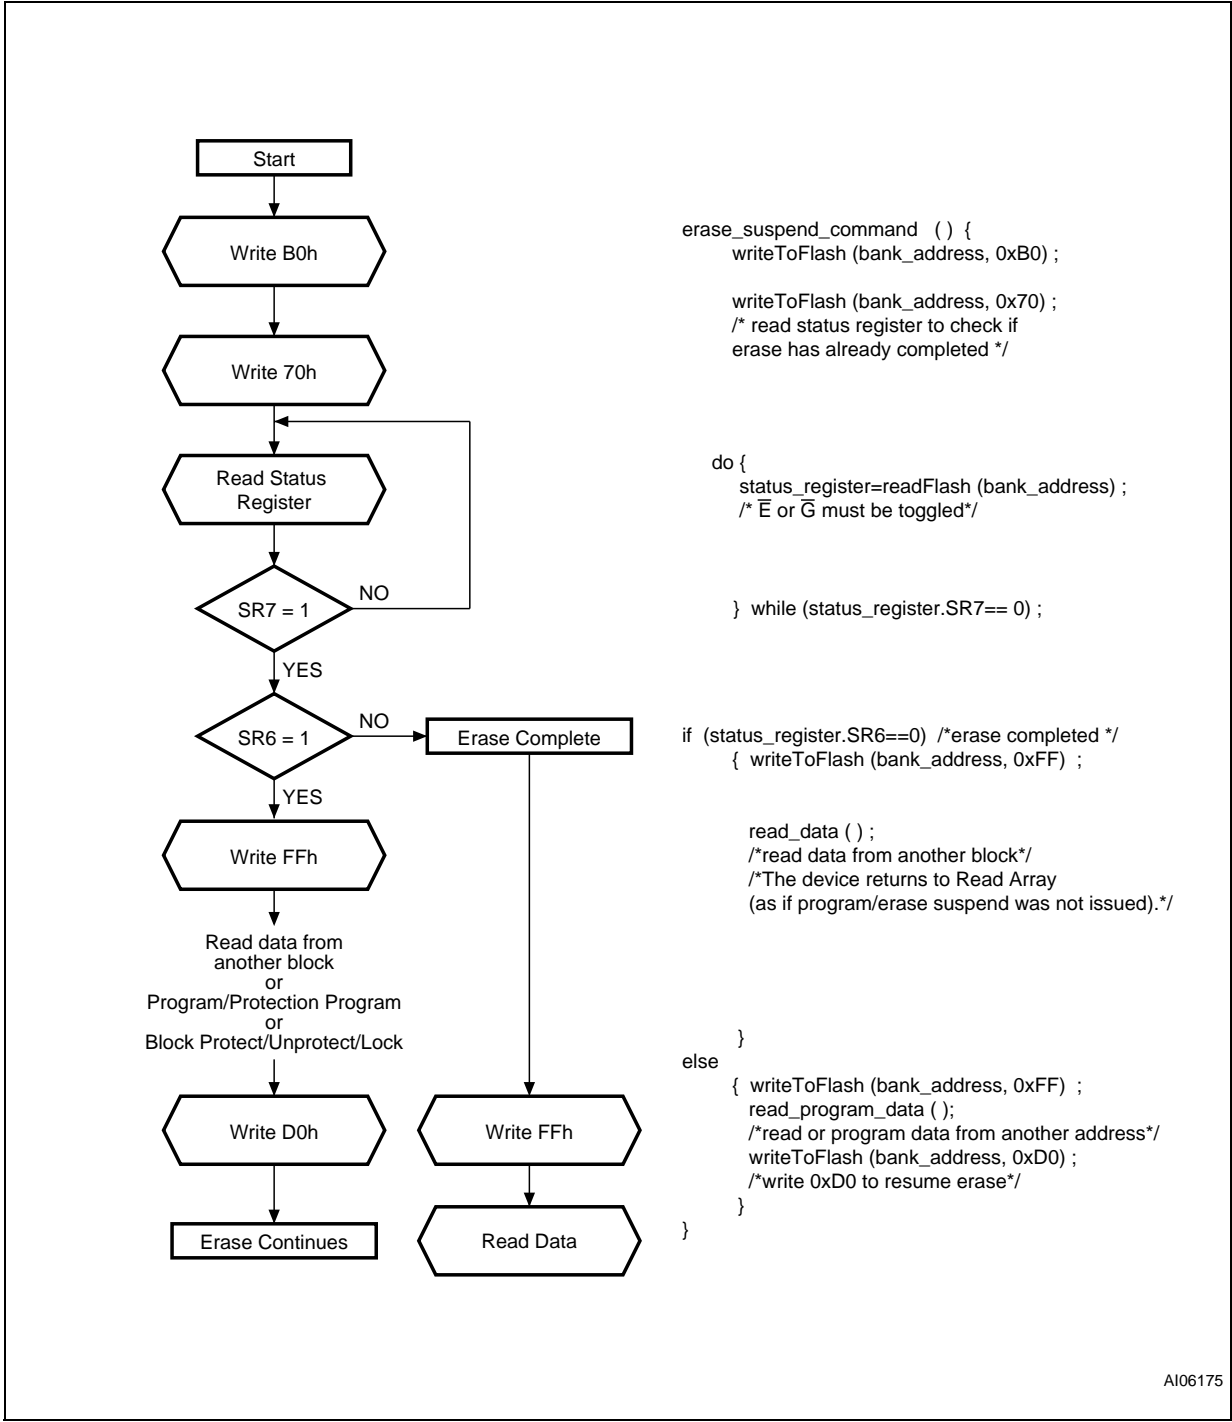 Start
Write B0h
Write 70h
Read Status
Register
SR7 = 1
NO
YES
SR6 = 1
NO
Erase Complete
YES
Write FFh
Read data from
another block
or
Program/Protection Program
or
Block Protect/Unprotect/Lock
Write D0h
Write FFh
Erase Continues
Read Data
erase_suspend_command ( ) {
writeToFlash (bank_address, 0xB0) ;
writeToFlash (bank_address, 0x70) ;
/* read status register to check if
erase has already completed */
do {
status_register=readFlash (bank_address) ;
/* E̅ or G̅ must be toggled*/
} while (status_register.SR7== 0) ;
if (status_register.SR6==0) /*erase completed */
{ writeToFlash (bank_address, 0xFF) ;
read_data ( ) ;
/*read data from another block*/
/*The device returns to Read Array
(as if program/erase suspend was not issued).*/
}
else
{ writeToFlash (bank_address, 0xFF) ;
read_program_data ( );
/*read or program data from another address*/
writeToFlash (bank_address, 0xD0) ;
/*write 0xD0 to resume erase*/
}
}
AI06175